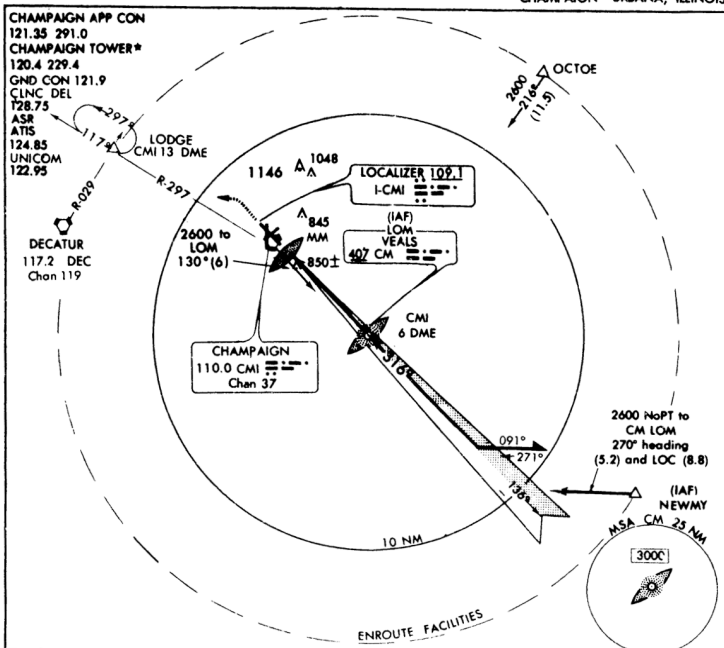 CHAMPAIGN - URBANA, ILLINOIS
CHAMPAIGN APP CON
121.35 291.0
CHAMPAIGN TOWER*
120.4 229.4
GND CON 121.9
CLNC DEL
128.75
ASR
ATIS
124.85
UNICOM
122.95
OCTOE
2600
216°
(11.5)
297°
117°
LODGE
CMI 13 DME
R-297
R-029
DECATUR
117.2 DEC
Chan 119
1146
1048
LOCALIZER 109.1
I-CMI
845
MM
850±
2600 to
LOM
130°(6)
(IAF)
LOM
VEALS
407 CM
CMI
6 DME
CHAMPAIGN
110.0 CMI
Chan 37
316°
091°
271°
136°
2600 NoPT to
CM LOM
270° heading
(5.2) and LOC (8.8)
(IAF)
NEWMY
10 NM
MSA CM 25 NM
3000
ENROUTE FACILITIES